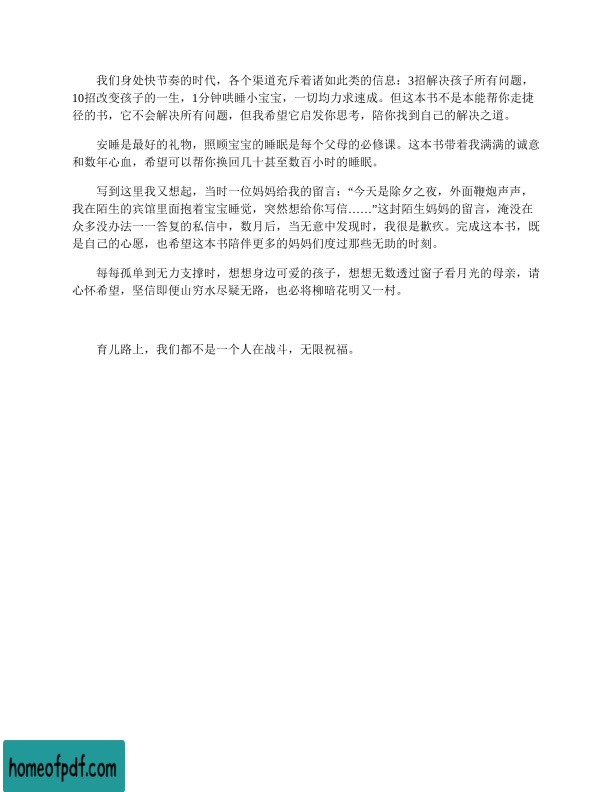 我们身处快节奏的时代，各个渠道充斥着诸如此类的信息：3招解决孩子所有问题，
10招改变孩子的一生，1分钟哄睡小宝宝，一切均力求速成。但这本书不是本能帮你走捷
径的书，它不会解决所有问题，但我希望它启发你思考，陪你找到自己的解决之道。
安睡是最好的礼物，照顾宝宝的睡眠是每个父母的必修课。这本书带着我满满的诚意
和数年心血，希望可以帮你换回几十甚至数百小时的睡眠。
写到这里我又想起，当时一位妈妈给我的留言：“今天是除夕之夜，外面鞭炮声声，
我在陌生的宾馆里面抱着宝宝睡觉，突然想给你写信……”这封陌生妈妈的留言，淹没在
众多没办法一一答复的私信中，数月后，当无意中发现时，我很是歉疚。完成这本书，既
是自己的心愿，也希望这本书陪伴更多的妈妈们度过那些无助的时刻。
每每孤单到无力支撑时，想想身边可爱的孩子，想想无数透过窗子看月光的母亲，请
心怀希望，坚信即便山穷水尽疑无路，也必将柳暗花明又一村。
育儿路上，我们都不是一个人在战斗，无限祝福。
homeofpdf.com